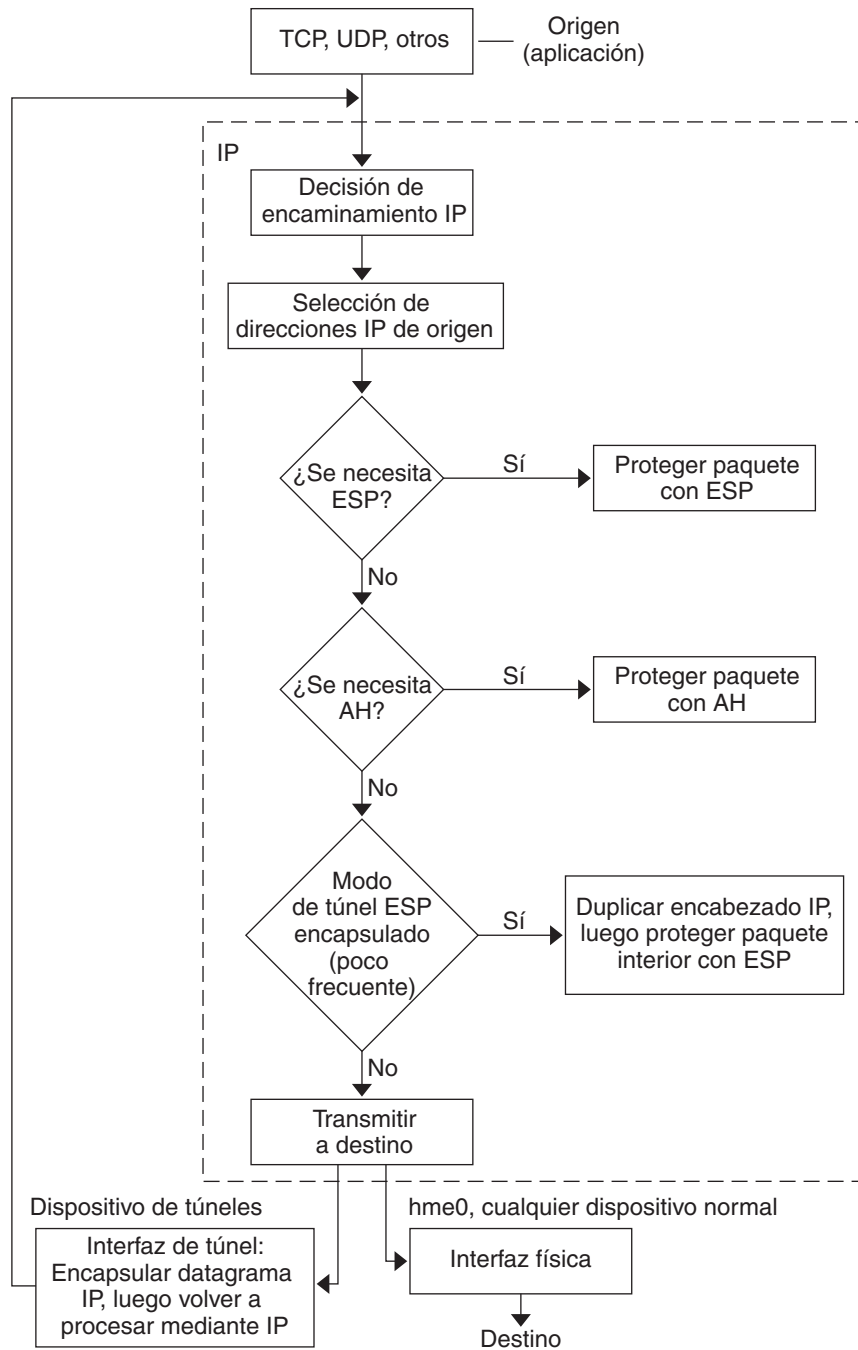 TCP, UDP, otros
Origen
(aplicación)
IP
Decisión de
encaminamiento IP
Selección de
direcciones IP de origen
¿Se necesita
ESP?
Sí
Proteger paquete
con ESP
No
¿Se necesita
AH?
Sí
Proteger paquete
con AH
No
Modo
de túnel ESP
encapsulado
(poco
frecuente)
Sí
Duplicar encabezado IP,
luego proteger paquete
interior con ESP
No
Transmitir
a destino
Dispositivo de túneles
hme0, cualquier dispositivo normal
Interfaz de túnel:
Encapsular datagrama
IP, luego volver a
procesar mediante IP
Interfaz física
Destino